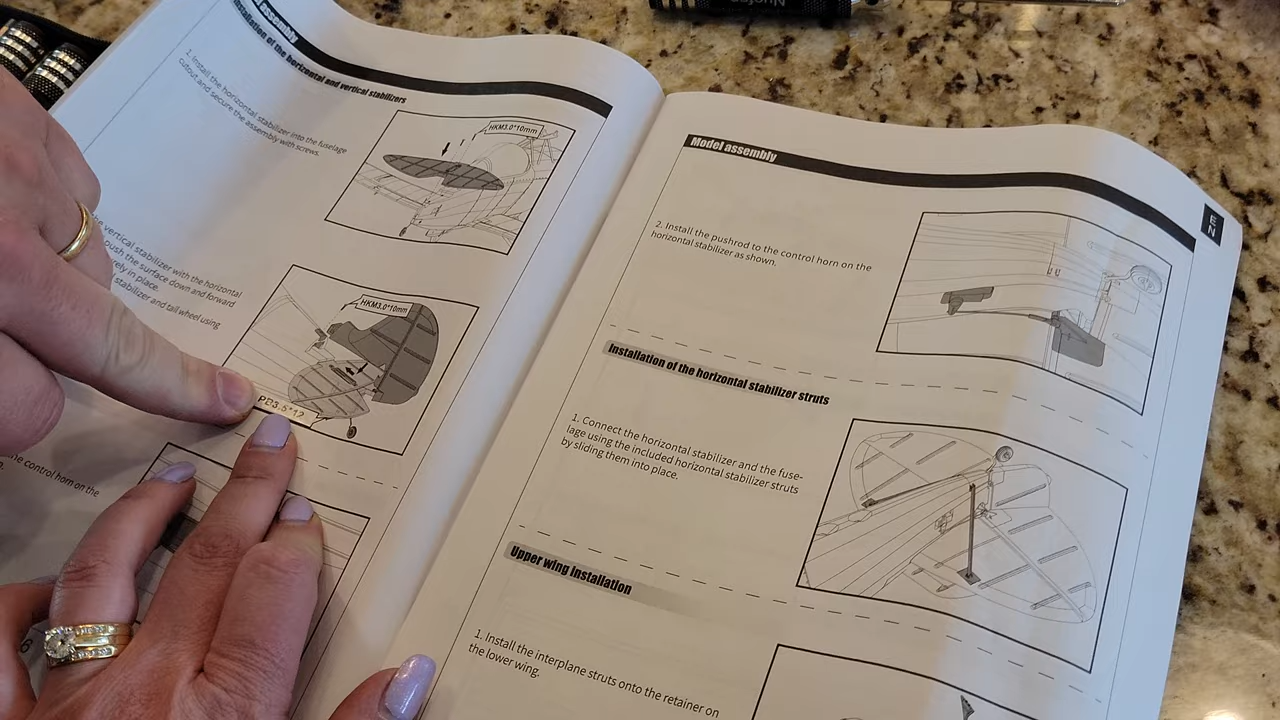 assembly
Installation of the horizontal and vertical stabilizers
1. Install the horizontal stabilizer into the fuselage
cutout and secure the assembly with screws.
HKM3.0*10mm
vertical stabilizer with the horizontal
push the surface down and forward
in place.
stabilizer and tail wheel using
HKM3.0*10mm
PB3.5*12
control horn on the
Model assembly
EN
2. Install the pushrod to the control horn on the
horizontal stabilizer as shown.
Installation of the horizontal stabilizer struts
1. Connect the horizontal stabilizer and the fuse-
lage using the included horizontal stabilizer struts
by sliding them into place.
Upper wing installation
1. Install the interplane struts onto the retainer on
the lower wing.